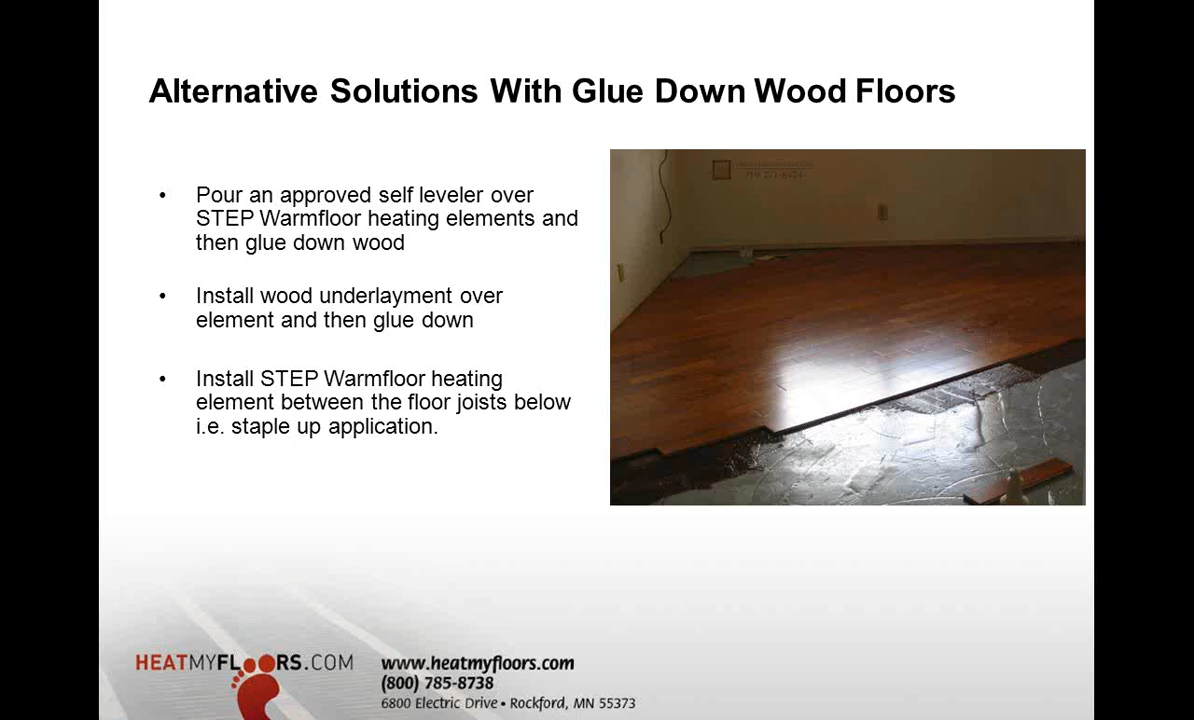 Alternative Solutions With Glue Down Wood Floors
• Pour an approved self leveler over
STEP Warmfloor heating elements and
then glue down wood
• Install wood underlayment over
element and then glue down
• Install STEP Warmfloor heating
element between the floor joists below
i.e. staple up application.
HEATMYFLOORS.COM
www.heatmyfloors.com
(800) 785-8738
6800 Electric Drive • Rockford, MN 55373